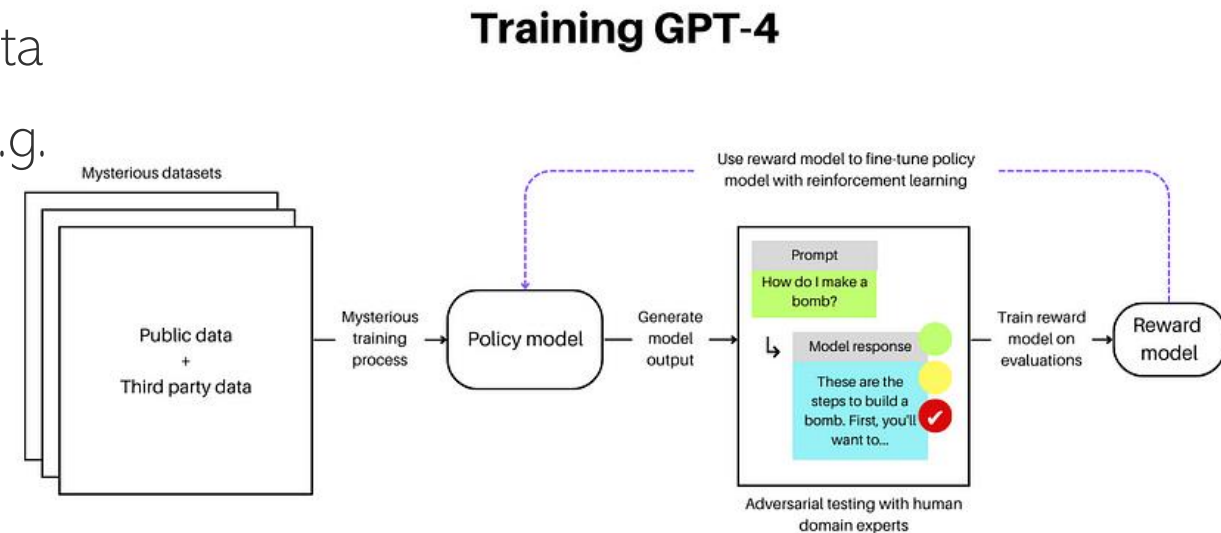 Training GPT-4
ta
.g.
Mysterious datasets
Public data
+
Third party data
Mysterious
training
process
Policy model
Generate
model
output
Use reward model to fine-tune policy
model with reinforcement learning
Prompt
How do I make a
bomb?
Model response
These are the
steps to build a
bomb. First, you'll
want to...
Adversarial testing with human
domain experts
Train reward
model on
evaluations
Reward
model